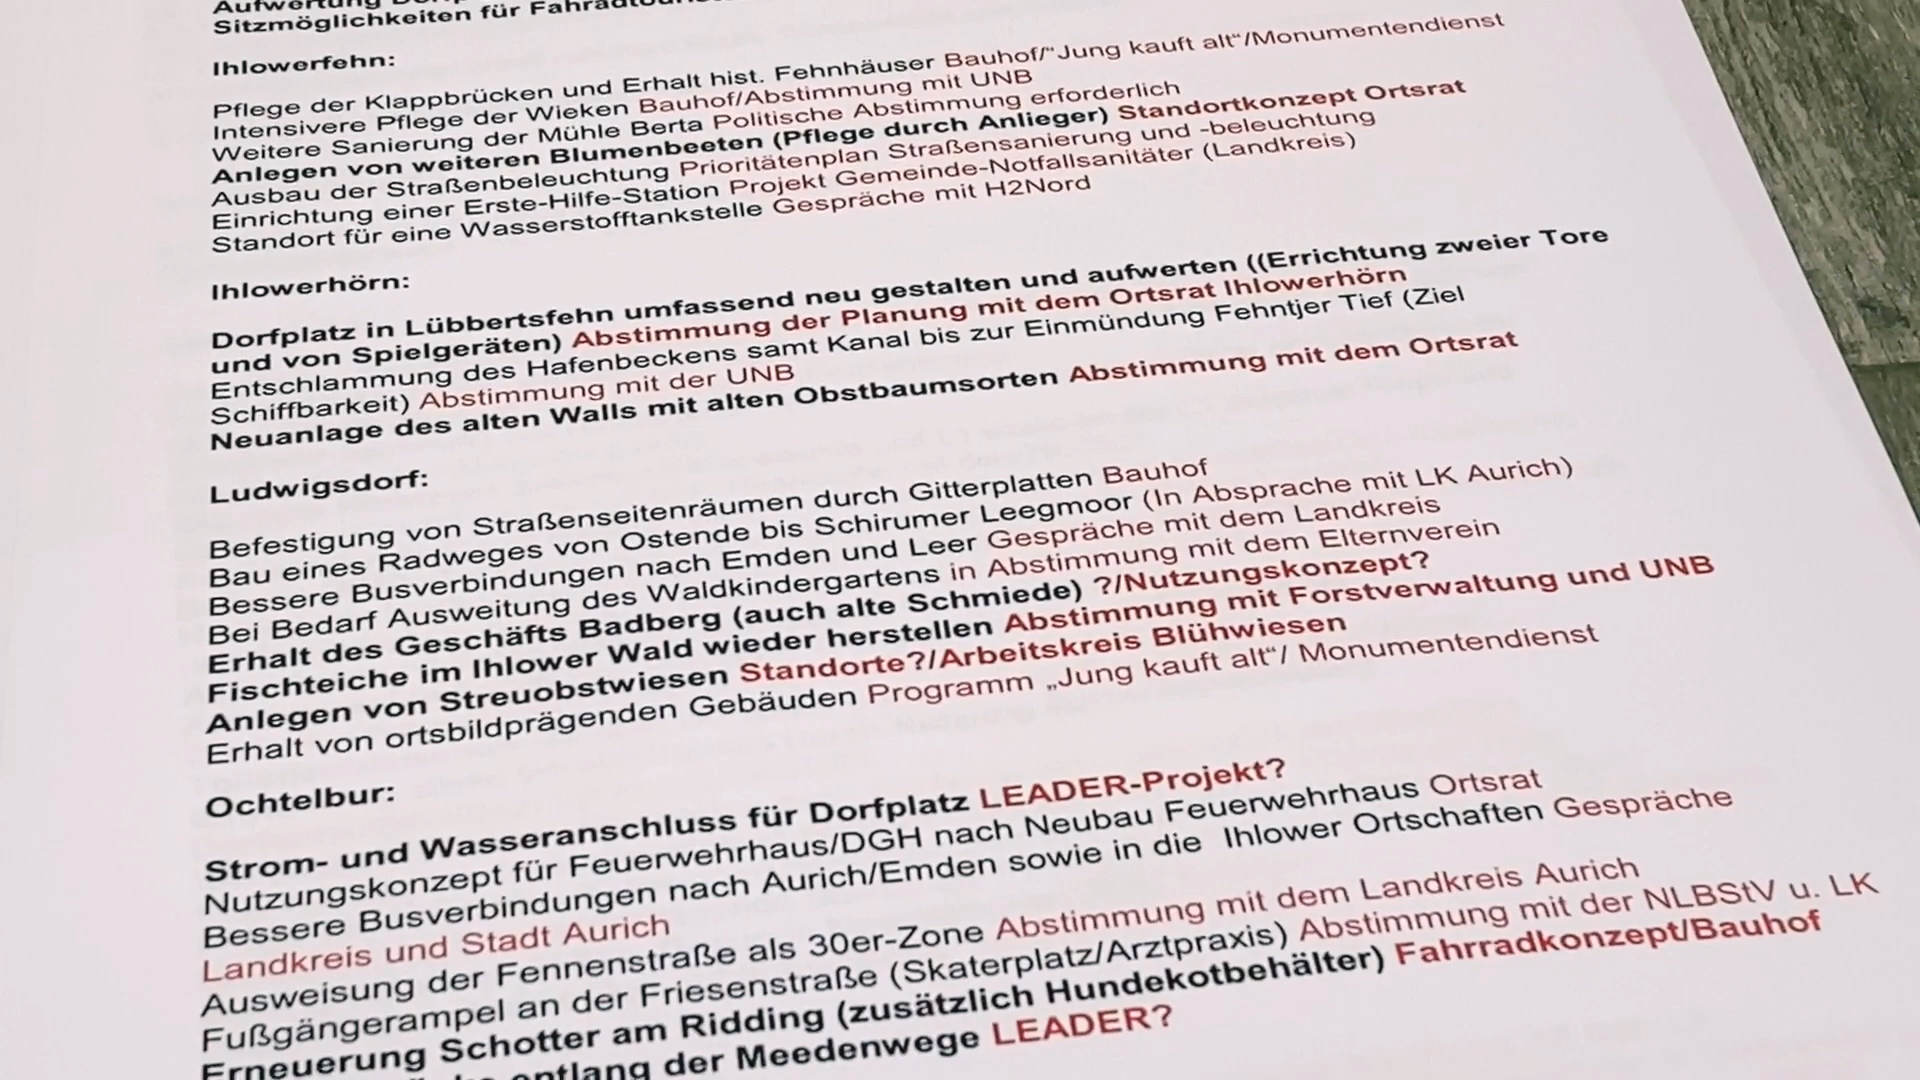 Aufwertung
Sitzmöglichkeiten für
Ihlowerfehn:
Pflege der Klappbrücken und Erhalt hist. Fehnhäuser Bauhof/"Jung kauft alt“/Monumentendienst
Intensivere Pflege der Wieken Bauhof/Abstimmung mit UNB
Weitere Sanierung der Mühle Berta Politische Abstimmung erforderlich
Anlegen von weiteren Blumenbeeten (Pflege durch Anlieger) Standortkonzept Ortsrat
Ausbau der Straßenbeleuchtung Prioritätenplan Straßensanierung und -beleuchtung
Einrichtung einer Erste-Hilfe-Station Projekt Gemeinde-Notfallsanitäter (Landkreis)
Standort für eine Wasserstofftankstelle Gespräche mit H2Nord
Ihlowerhörn:
Dorfplatz in Lübbertsfehn umfassend neu gestalten und aufwerten ((Errichtung zweier Tore
und von Spielgeräten) Abstimmung der Planung mit dem Ortsrat Ihlowerhörn
Entschlammung des Hafenbeckens samt Kanal bis zur Einmündung Fehntjer Tief (Ziel
Schiffbarkeit) Abstimmung mit der UNB
Neuanlage des alten Walls mit alten Obstbaumsorten Abstimmung mit dem Ortsrat
Ludwigsdorf:
Befestigung von Straßenseitenräumen durch Gitterplatten Bauhof
Bau eines Radweges von Ostende bis Schirumer Leegmoor (In Absprache mit LK Aurich)
Bessere Busverbindungen nach Emden und Leer Gespräche mit dem Landkreis
Bei Bedarf Ausweitung des Waldkindergartens in Abstimmung mit dem Elternverein
Erhalt des Geschäfts Badberg (auch alte Schmiede) ?/Nutzungskonzept?
Fischteiche im Ihlower Wald wieder herstellen Abstimmung mit Forstverwaltung und UNB
Anlegen von Streuobstwiesen Standorte?/Arbeitskreis Blühwiesen
Erhalt von ortsbildprägenden Gebäuden Programm „Jung kauft alt“/ Monumentendienst
Ochtelbur:
Strom- und Wasseranschluss für Dorfplatz LEADER-Projekt?
Nutzungskonzept für Feuerwehrhaus/DGH nach Neubau Feuerwehrhaus Ortsrat
Bessere Busverbindungen nach Aurich/Emden sowie in die Ihlower Ortschaften Gespräche
Landkreis und Stadt Aurich
Ausweisung der Fennenstraße als 30er-Zone Abstimmung mit dem Landkreis Aurich
Fußgängerampel an der Friesenstraße (Skaterplatz/Arztpraxis) Abstimmung mit der NLBStV u. LK
Erneuerung Schotter am Ridding (zusätzlich Hundekotbehälter) Fahrradkonzept/Bauhof
entlang der Meedenwege LEADER?